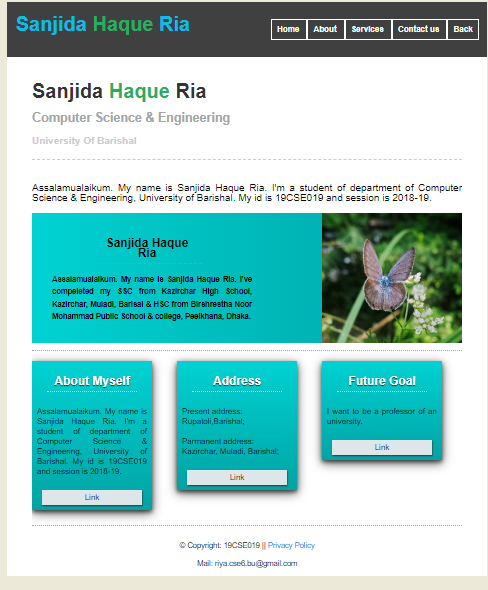 Sanjida Haque Ria
Home About Services Contact us Back
Sanjida Haque Ria
Computer Science & Engineering
University Of Barishal
Assalamualaikum. My name is Sanjida Haque Ria. I'm a student of department of Computer
Science & Engineering, University of Barishal. My id is 19CSE019 and session is 2018-19.
Sanjida Haque
Ria
Assalamualaikum. My name is Sanjida Haque Ria. I've
compeleted my SSC from Kazirchar High School,
Kazirchar, Muladi, Barisal & HSC from Birshrestha Noor
Mohammad Public School & college, Peelkhana, Dhaka.
About Myself
Assalamualaikum. My name is
Sanjida Haque Ria. I'm a
student of department of
Computer Science &
Engineering, University of
Barishal. My id is 19CSE019
and session is 2018-19.
Link
Address
Present address:
Rupatoli,Barishal;
Parmanent address:
Kazirchar, Muladi, Barishal;
Link
Future Goal
I want to be a professor of an
university.
Link
© Copyright: 19CSE019 || Privacy Policy
Mail: riya.cse6.bu@gmail.com